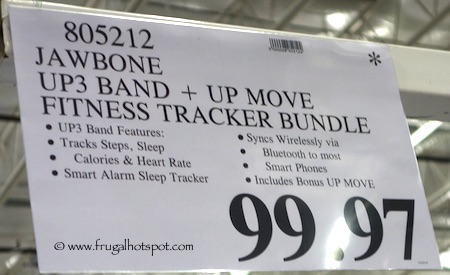 805212
*
JAWBONE
UP3 BAND + UP MOVE
FITNESS TRACKER BUNDLE
• UP3 Band Features:
• Tracks Steps, Sleep
• Calories & Heart Rate
• Smart Alarm Sleep Tracker
• Syncs Wirelessly via
• Bluetooth to most
• Smart Phones
• Includes Bonus UP MOVE
99.97
© www.frugalhotspot.com